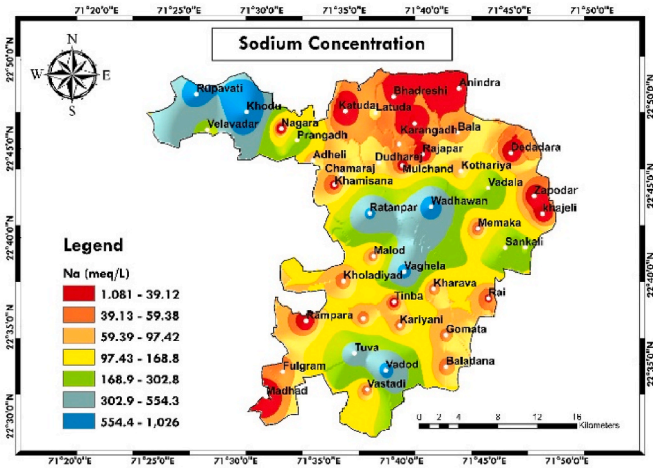 71°20'0"E 71°25'0"E 71°30'0"E 71°35'0"E 71°40'0"E 71°45'0"E 71°50'0"E
Sodium Concentration
N
W E
S
22°50'0"N
22°45'0"N
22°40'0"N
22°35'0"N
22°30'0"N
22°50'0"N
22°45'0"N
22°40'0"N
22°35'0"N
22°30'0"N
Rupavati
Khodu
Velavadar
Nagara
Prangadh
Katuda
Latuda
Bhadreshi
Anindra
Karangadh
Bala
Adheli
Dudharej
Rajapar
Dedadara
Chamaraj
Mulchand
Kothariya
Khamisana
Vadala
Zapodar
Ratanpar
Wadhawan
khajeli
Memaka
Sankali
Malod
Vaghela
Kholadiyad
Kharava
Rai
Tinba
Rampara
Kariyani
Gomata
Tuva
Fulgram
Vadod
Baladana
Madhad
Vastadi
Legend
Na (meq/L)
1.081 - 39.12
39.13 - 59.38
59.39 - 97.42
97.43 - 168.8
168.9 - 302.8
302.9 - 554.3
554.4 - 1,026
0 2 4 8 12 16
Kilometers
71°20'0"E 71°25'0"E 71°30'0"E 71°35'0"E 71°40'0"E 71°45'0"E 71°50'0"E